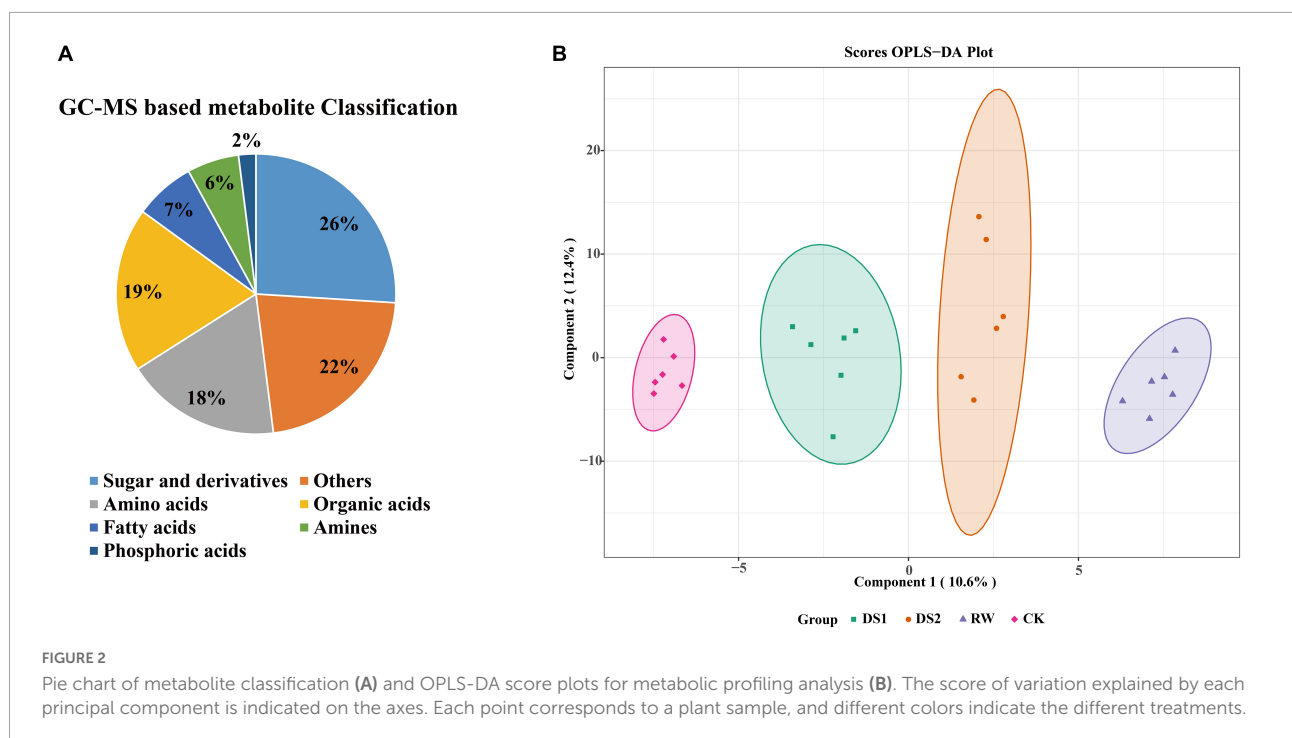 A
GC-MS based metabolite Classification
2%
6%
7%
26%
19%
22%
18%
Sugar and derivatives Others
Amino acids Organic acids
Fatty acids Amines
Phosphoric acids
B
Scores OPLS−DA Plot
Component 2 ( 12.4% )
20
10
0
−10
−5 0 5
Component 1 ( 10.6% )
Group DS1 DS2 RW CK
FIGURE 2
Pie chart of metabolite classification (A) and OPLS-DA score plots for metabolic profiling analysis (B). The score of variation explained by each
principal component is indicated on the axes. Each point corresponds to a plant sample, and different colors indicate the different treatments.